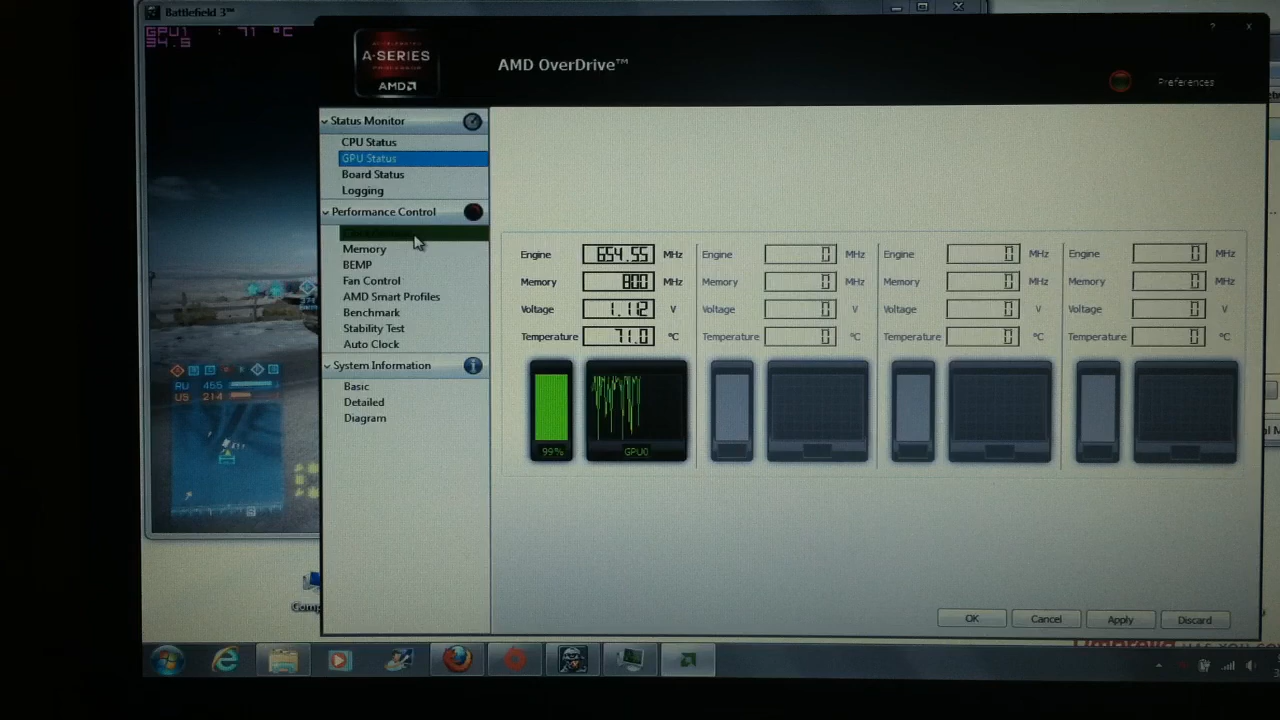 Battlefield 3™
GPU1 : 71 °C
A-SERIES
AMD
AMD OverDrive™
Preferences
Status Monitor
CPU Status
GPU Status
Board Status
Logging
Performance Control
Memory
BEMP
Fan Control
AMD Smart Profiles
Benchmark
Stability Test
Auto Clock
System Information
Basic
Detailed
Diagram
Engine 654.55 MHz
Memory 800 MHz
Voltage 1.112 V
Temperature 71.0 °C
99%
GPU0
Engine 0 MHz
Memory 0 MHz
Voltage 0 V
Temperature 0 °C
Engine 0 MHz
Memory 0 MHz
Voltage 0 V
Temperature 0 °C
Engine 0 MHz
Memory 0 MHz
Voltage 0 V
Temperature 0 °C
RU 455
US 214
OK
Cancel
Apply
Discard